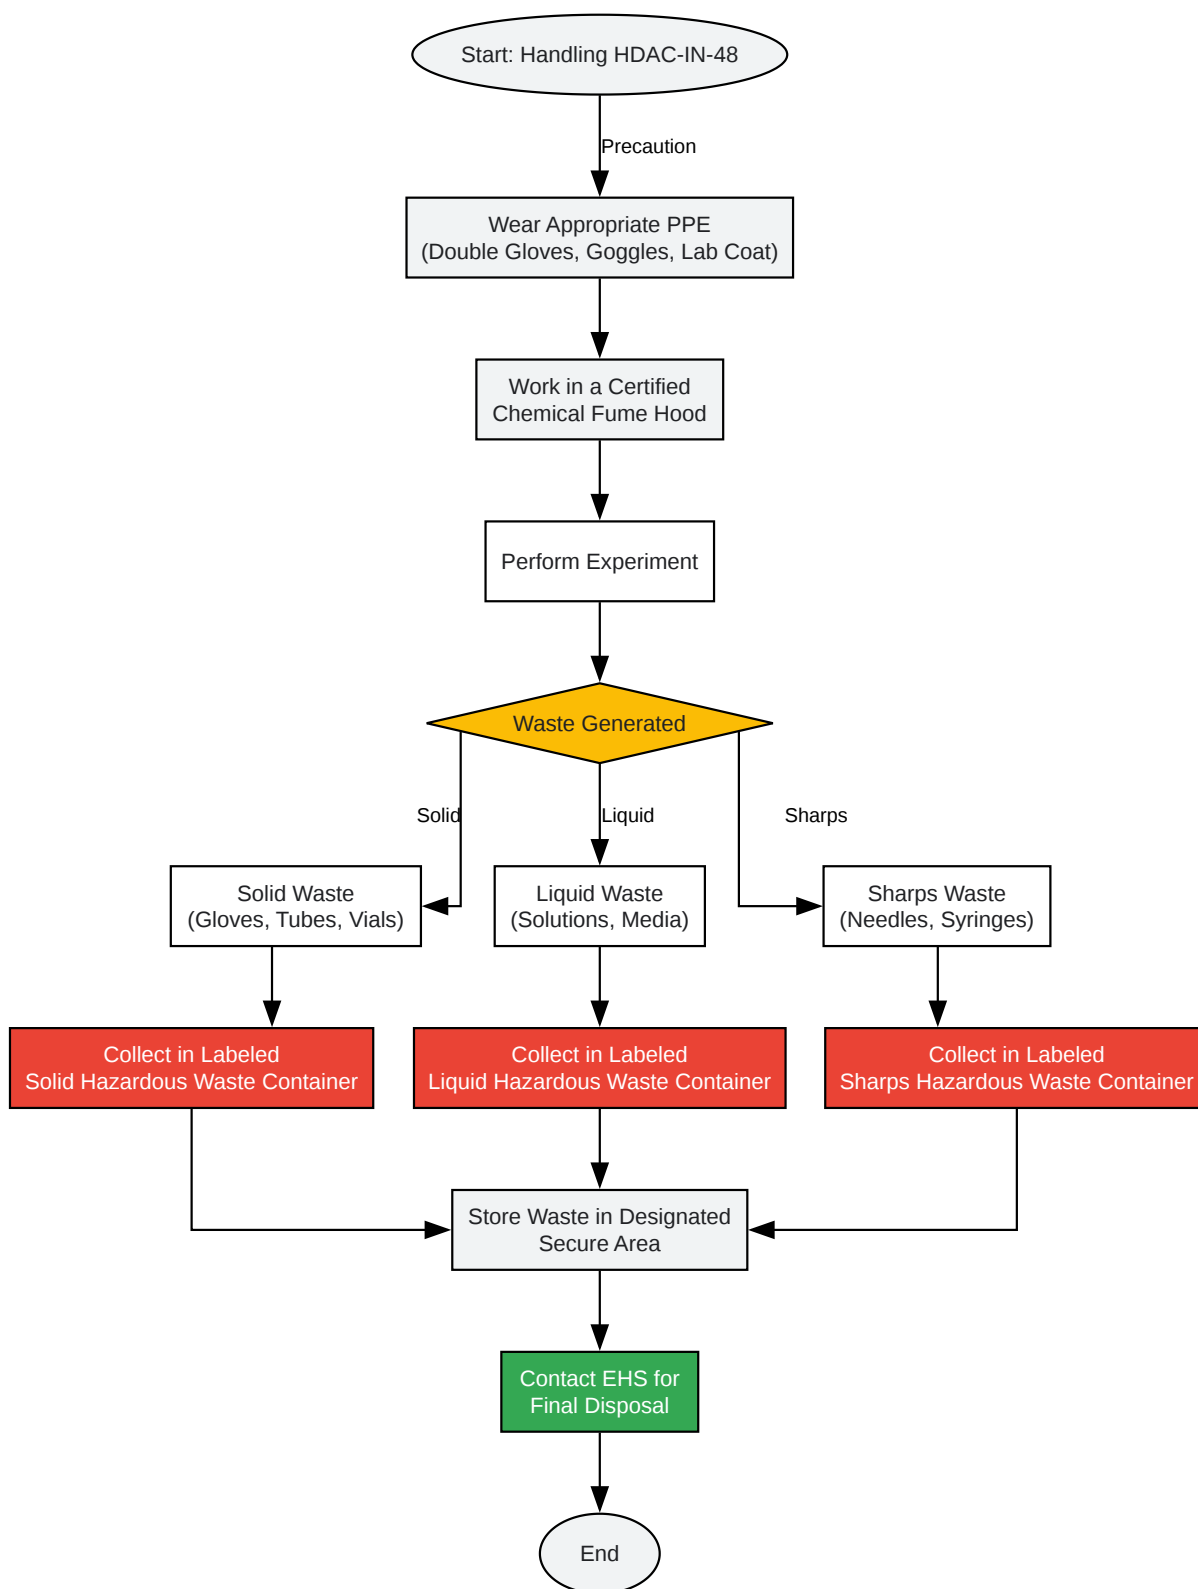 Start: Handling HDAC-IN-48
Precaution
Wear Appropriate PPE
(Double Gloves, Goggles, Lab Coat)
Work in a Certified
Chemical Fume Hood
Perform Experiment
Waste Generated
Solid
Liquid
Sharps
Solid Waste
(Gloves, Tubes, Vials)
Liquid Waste
(Solutions, Media)
Sharps Waste
(Needles, Syringes)
Collect in Labeled
Solid Hazardous Waste Container
Collect in Labeled
Liquid Hazardous Waste Container
Collect in Labeled
Sharps Hazardous Waste Container
Store Waste in Designated
Secure Area
Contact EHS for
Final Disposal
End